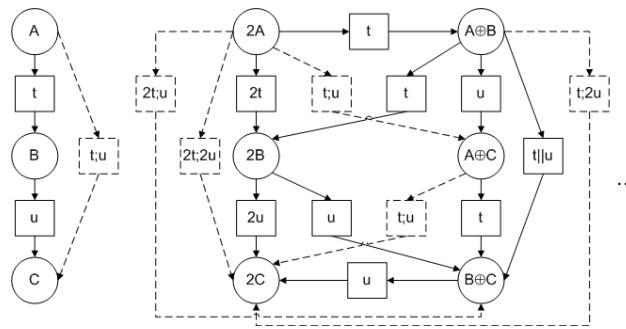 A 2A t A⊕B
t 2t;u 2t t;u t u t;2u
B t;u 2t;2u 2B A⊕C t||u
u 2u u t;u t
C 2C u B⊕C
..